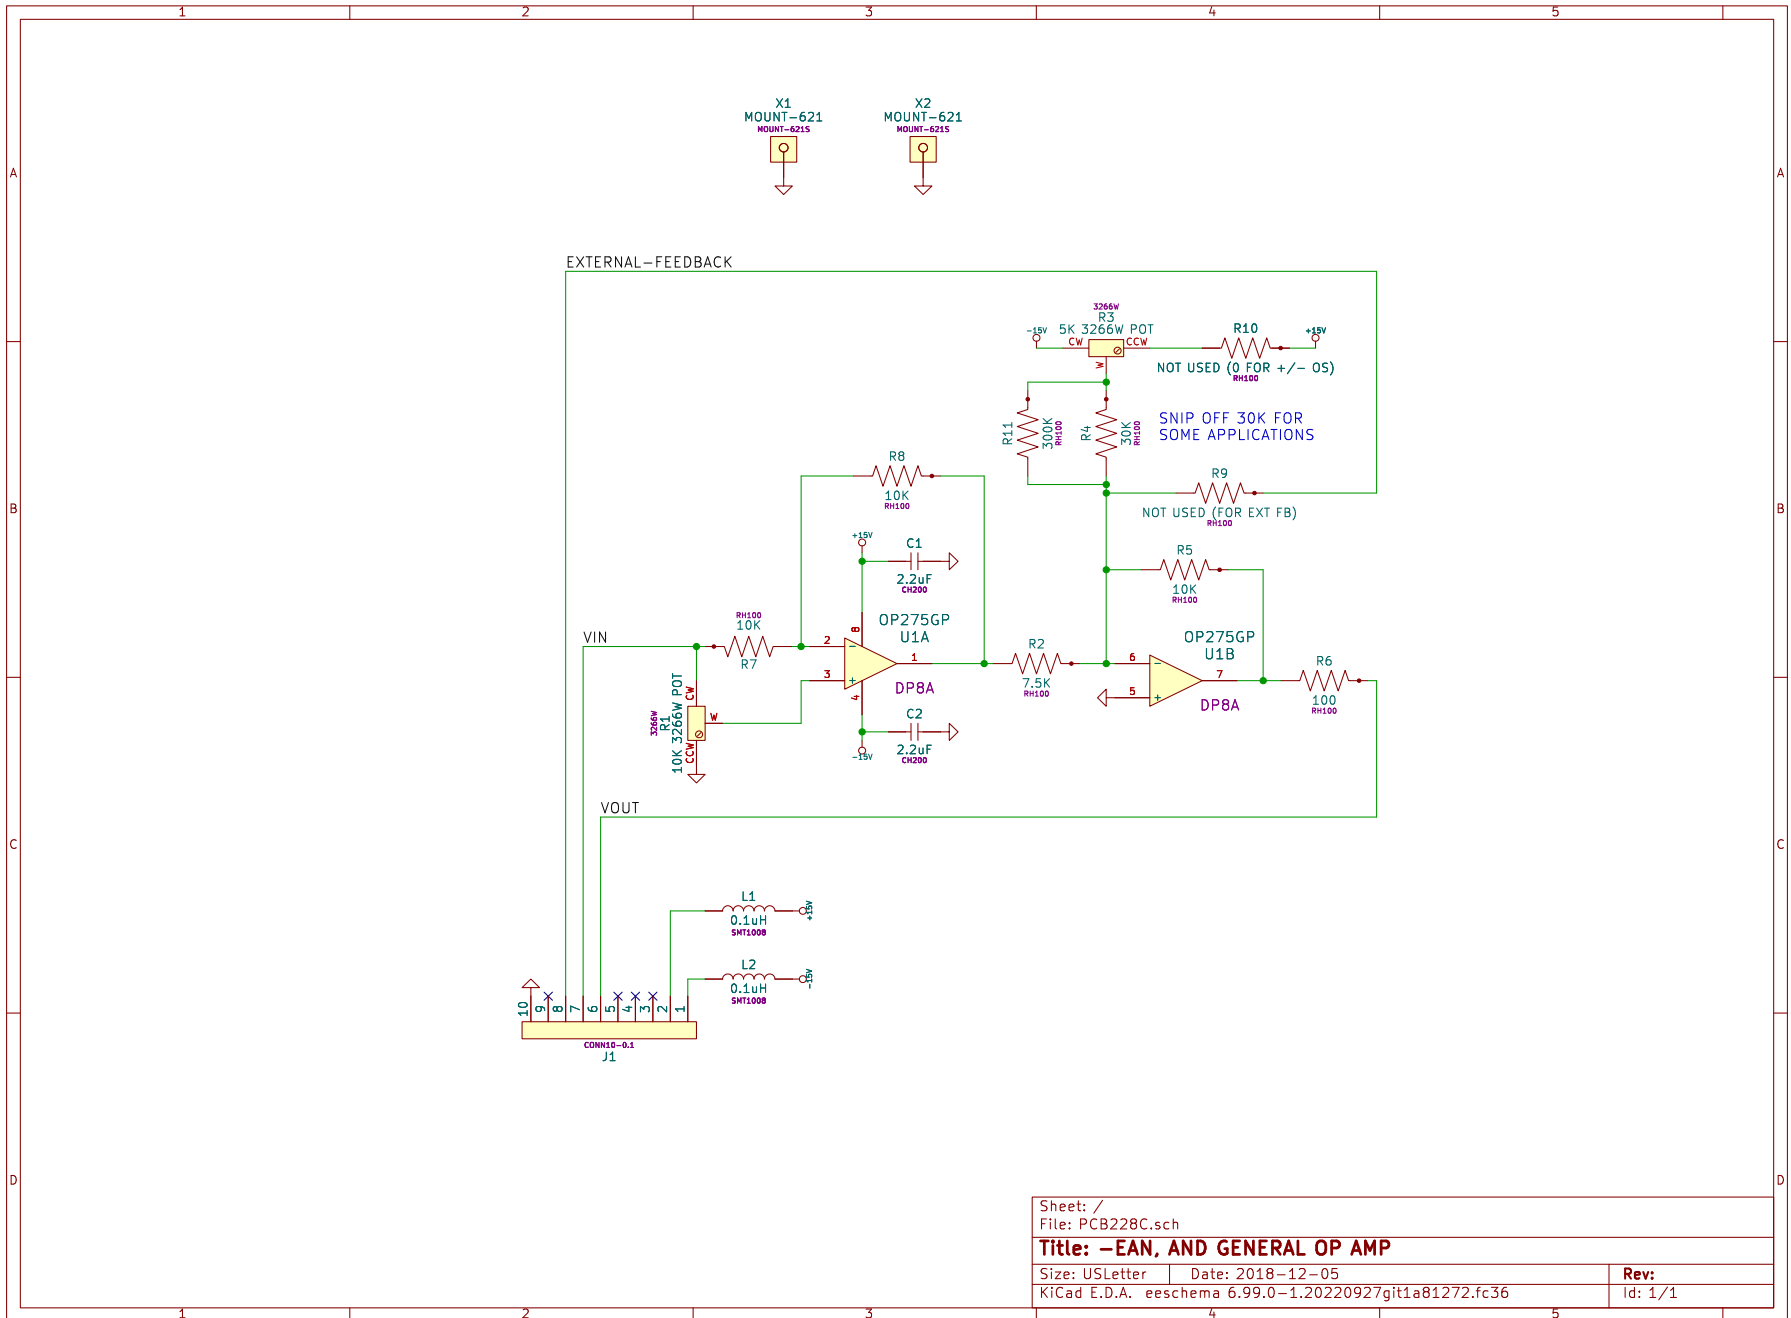 1 2 3 4 5
X1 X2
MOUNT-621 MOUNT-621
MOUNT-621S MOUNT-621S
A A
EXTERNAL-FEEDBACK
3266W
R3
5K 3266W POT
-15V
CW CCW
W
R10
+15V
NOT USED (0 FOR +/- OS)
RH100
R11
300K
RH100
R4
30K
RH100
SNIP OFF 30K FOR
SOME APPLICATIONS
R8
10K
RH100
R9
NOT USED (FOR EXT FB)
RH100
B B
+15V
C1
2.2uF
CH200
R5
10K
RH100
VIN
RH100
10K
R7
OP275GP
U1A
8
2 −
3 +
1
4
DP8A
R2
7.5K
RH100
OP275GP
U1B
6 −
5 +
7
DP8A
R6
100
RH100
3266W
R1
10K 3266W POT
CW
W
CCW
C2
2.2uF
CH200
-15V
VOUT
C C
L1
0.1uH
SMT1008
+15V
L2
0.1uH
SMT1008
-15V
10 9 8 7 6 5 4 3 2 1
CONN10-0.1
J1
D D
Sheet: /
File: PCB228C.sch
Title: -EAN, AND GENERAL OP AMP
Size: USLetter Date: 2018-12-05 Rev:
KiCad E.D.A. eeschema 6.99.0-1.20220927git1a81272.fc36 Id: 1/1
1 2 3 4 5